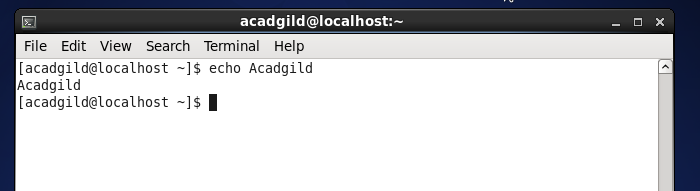 acadgild@localhost:~
File Edit View Search Terminal Help
[acadgild@localhost ~]$ echo Acadgild
Acadgild
[acadgild@localhost ~]$